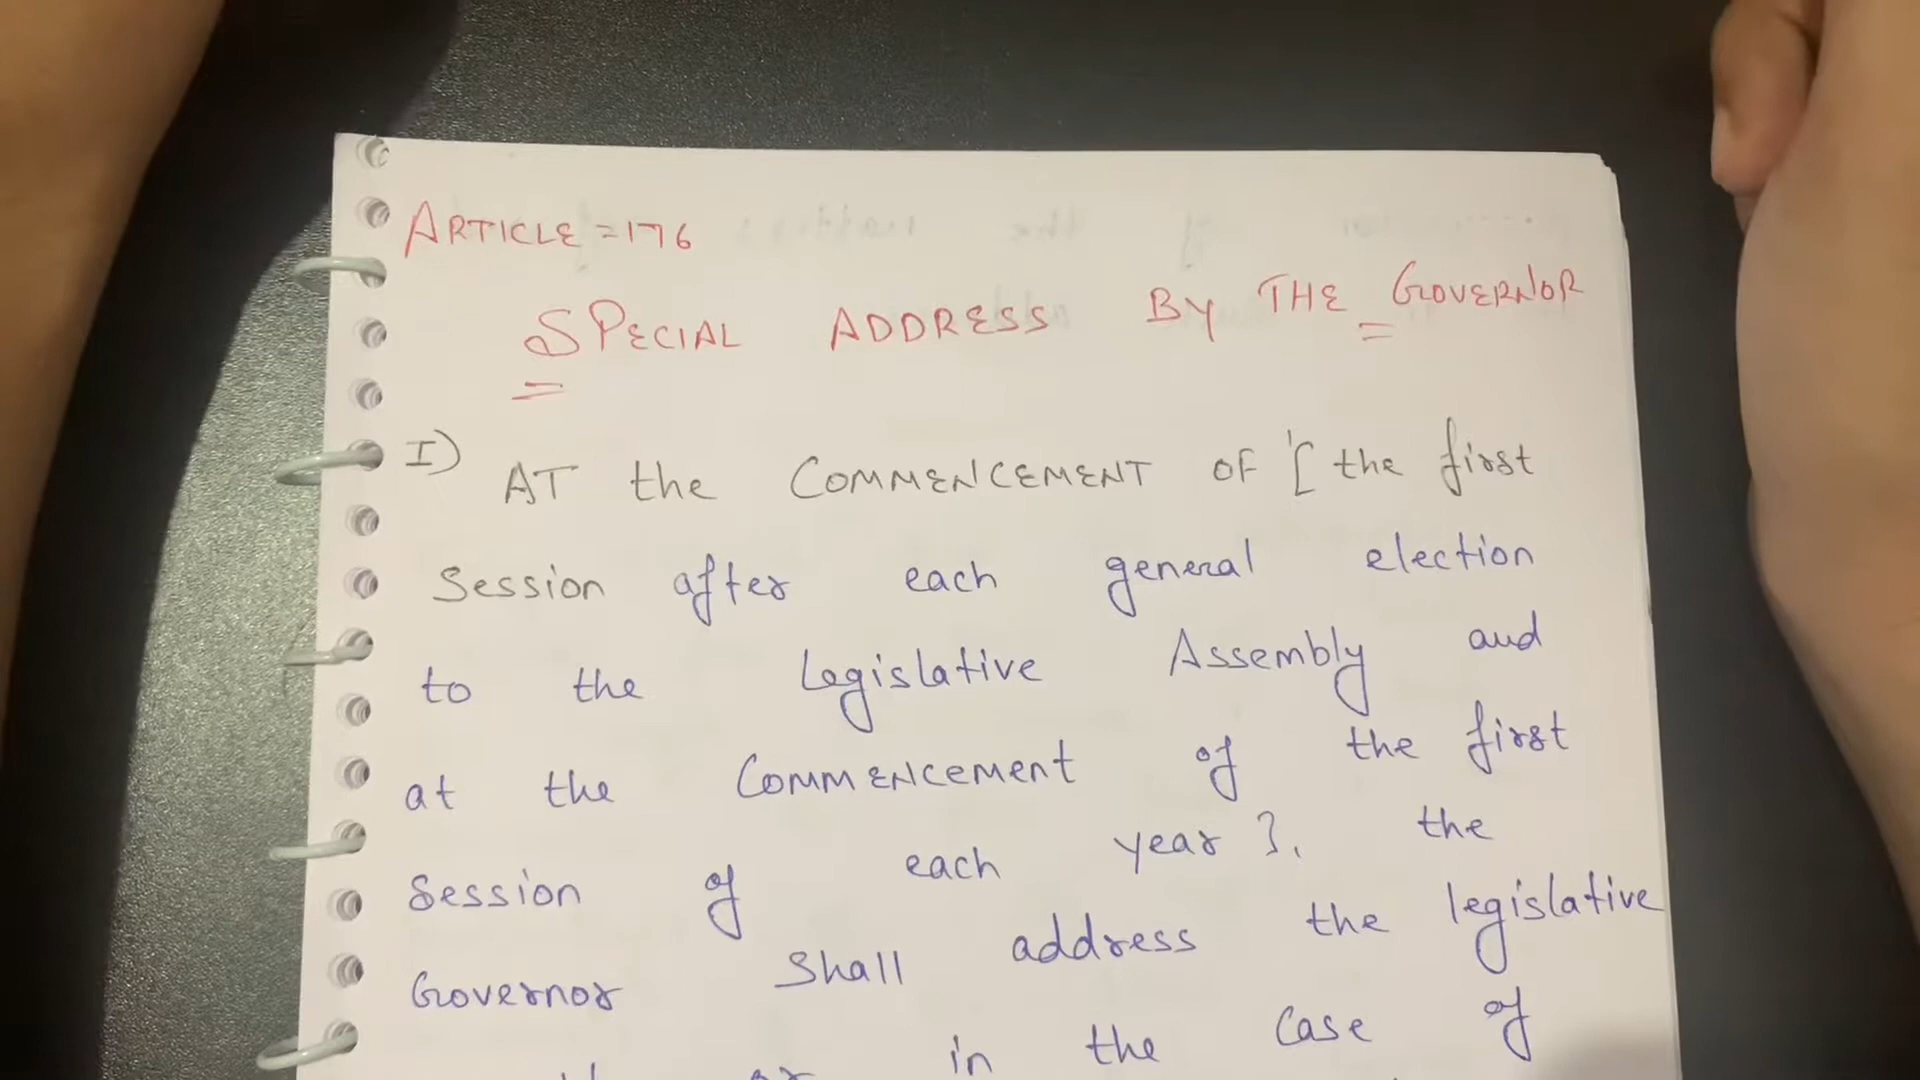 ARTICLE = 176
SPECIAL ADDRESS BY THE GOVERNOR
I) AT the COMMENCEMENT OF [ the first
Session after each general election
to the Legislative Assembly and
at the Commencement of the first
Session of each year ], the
Governor shall address the legislative
in the case of